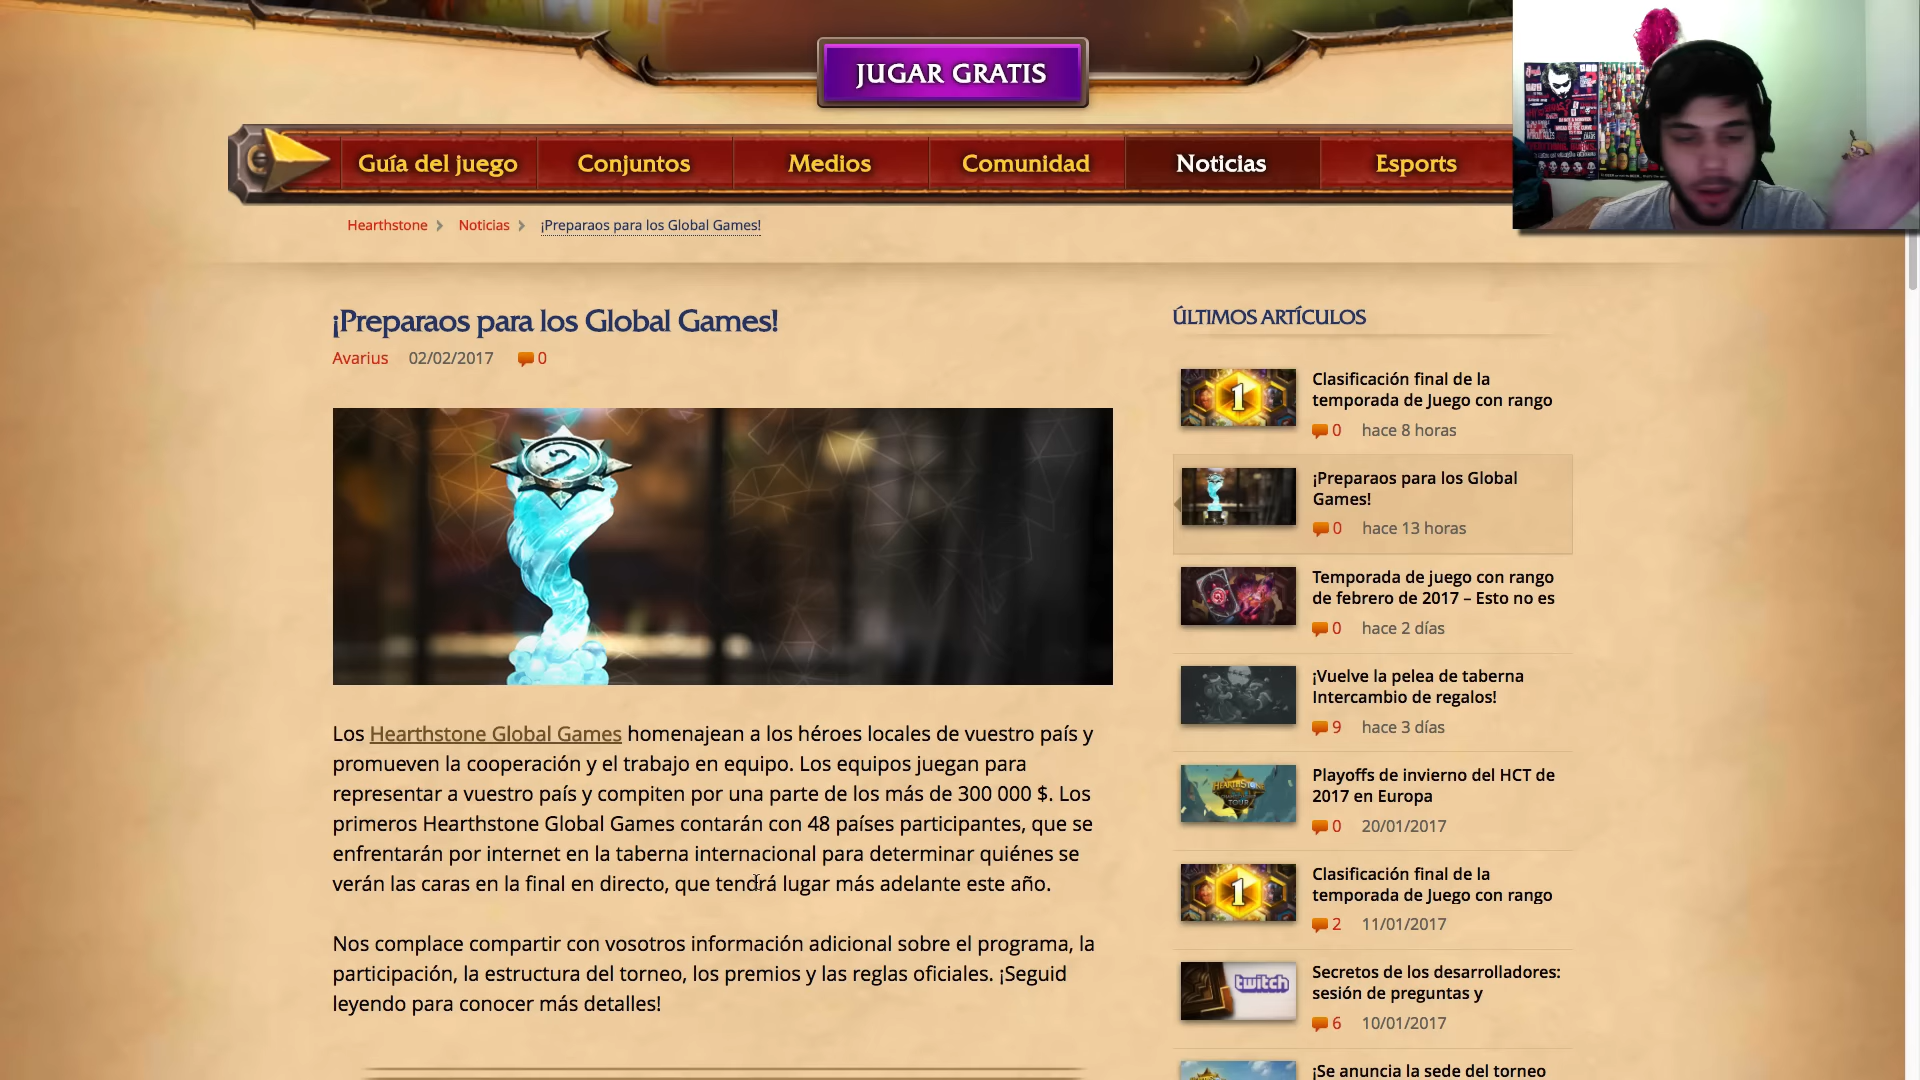 JUGAR GRATIS
Guía del juego
Conjuntos
Medios
Comunidad
Noticias
Esports
Hearthstone
Noticias
¡Preparaos para los Global Games!
¡Preparaos para los Global Games!
Avarius 02/02/2017 0
Los Hearthstone Global Games homenajean a los héroes locales de vuestro país y
promueven la cooperación y el trabajo en equipo. Los equipos juegan para
representar a vuestro país y compiten por una parte de los más de 300 000 $. Los
primeros Hearthstone Global Games contarán con 48 países participantes, que se
enfrentarán por internet en la taberna internacional para determinar quiénes se
verán las caras en la final en directo, que tendrá lugar más adelante este año.
Nos complace compartir con vosotros información adicional sobre el programa, la
participación, la estructura del torneo, los premios y las reglas oficiales. ¡Seguid
leyendo para conocer más detalles!
ÚLTIMOS ARTÍCULOS
1
Clasificación final de la
temporada de Juego con rango
0 hace 8 horas
¡Preparaos para los Global
Games!
0 hace 13 horas
Temporada de juego con rango
de febrero de 2017 – Esto no es
0 hace 2 días
¡Vuelve la pelea de taberna
Intercambio de regalos!
9 hace 3 días
HEARTHSTONE
TOUR
Playoffs de invierno del HCT de
2017 en Europa
0 20/01/2017
1
Clasificación final de la
temporada de Juego con rango
2 11/01/2017
twitch
Secretos de los desarrolladores:
sesión de preguntas y
6 10/01/2017
¡Se anuncia la sede del torneo